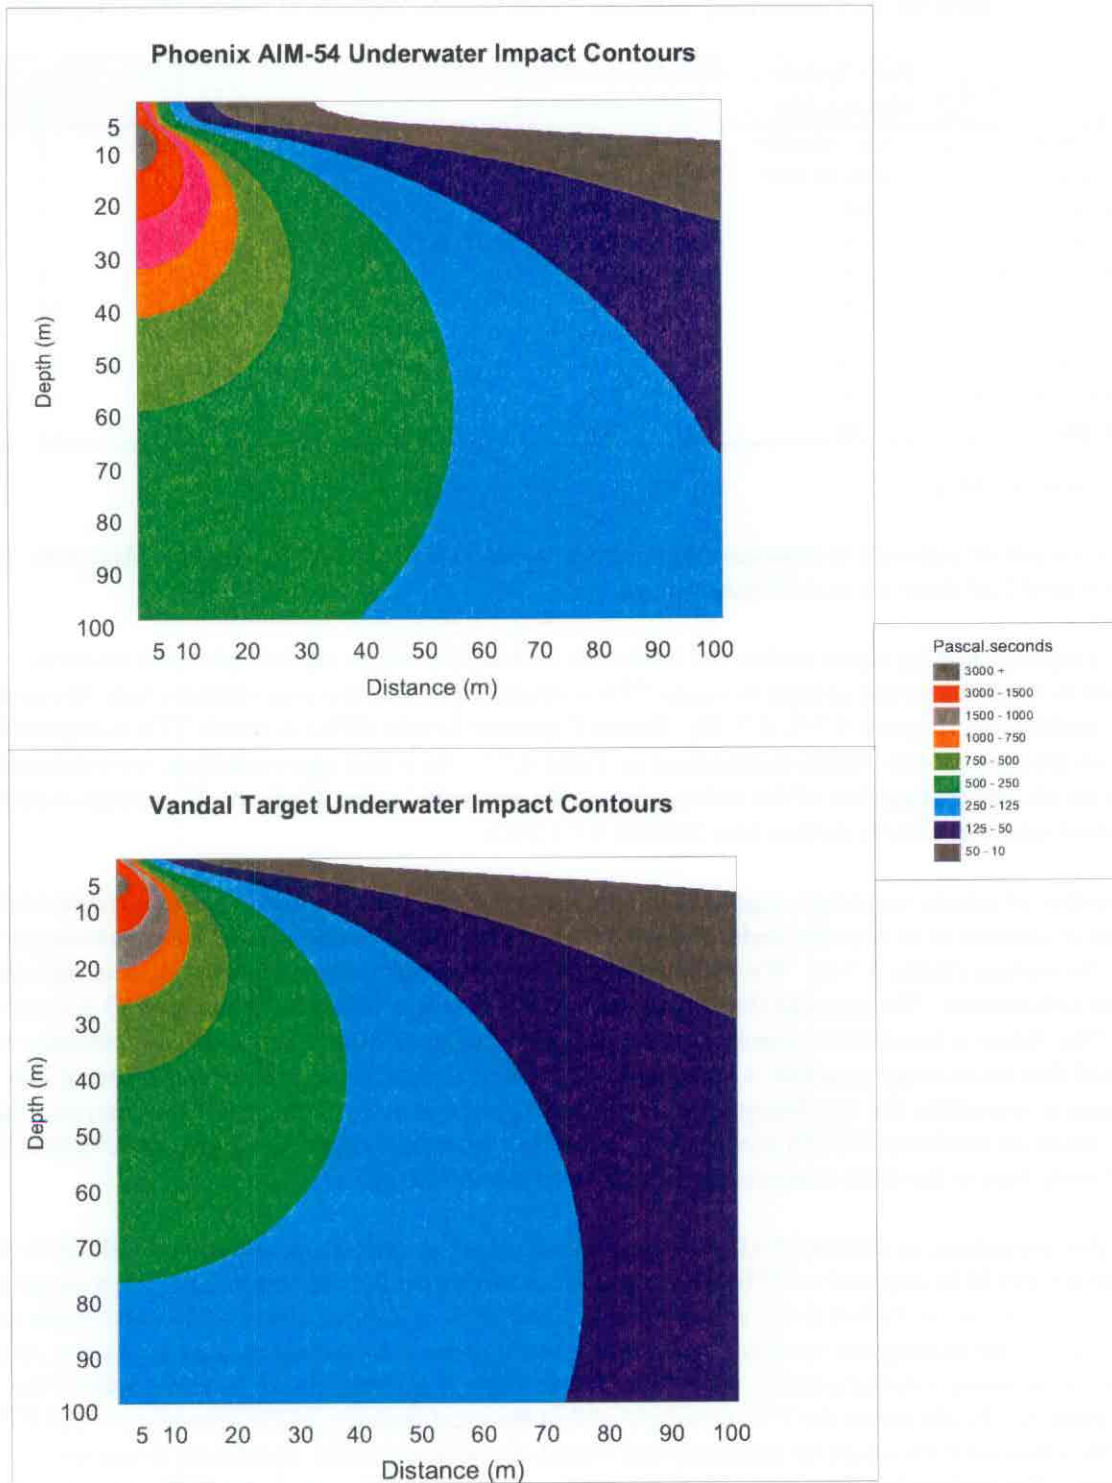 Phoenix AIM-54 Underwater Impact Contours
5
10
20
30
40
50
60
70
80
90
100
Depth (m)
5 10 20 30 40 50 60 70 80 90 100
Distance (m)
Pascal.seconds
3000 +
3000 - 1500
1500 - 1000
1000 - 750
750 - 500
500 - 250
250 - 125
125 - 50
50 - 10
Vandal Target Underwater Impact Contours
5
10
20
30
40
50
60
70
80
90
100
Depth (m)
5 10 20 30 40 50 60 70 80 90 100
Distance (m)